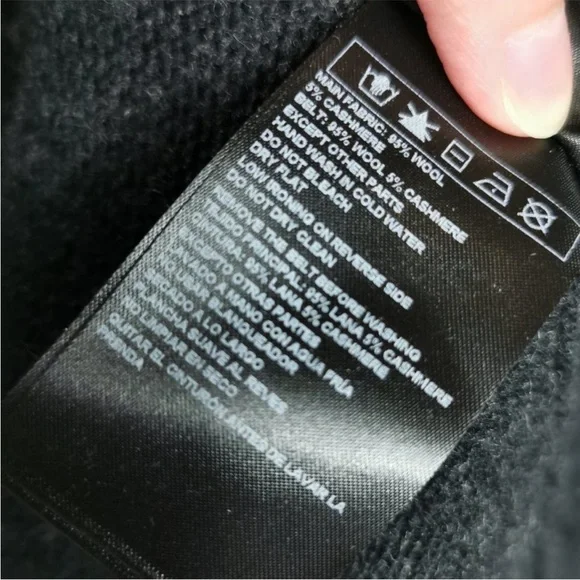 MAIN FABRIC: 95% WOOL
5% CASHMERE
BELT: 95% WOOL 5% CASHMERE
EXCEPT OTHER PARTS
HAND WASH IN COLD WATER
DO NOT BLEACH
DRY FLAT
LOW IRONING ON REVERSE SIDE
DO NOT DRY CLEAN
REMOVE THE BELT BEFORE WASHING
TEJIDO PRINCIPAL: 95% LANA 5% CASHMERE
CINTURA: 95% LANA 5% CASHMERE
EXCEPTO OTRAS PARTES
LAVADO A MANO CON AGUA FRÍA
NO USAR BLANQUEADOR
SECADO A LO LARGO
PLANCHA SUAVE AL REVES
NO LIMPIAR EN SECO
QUITAR EL CINTURÓN ANTES DE LAVAR LA
PRENDA